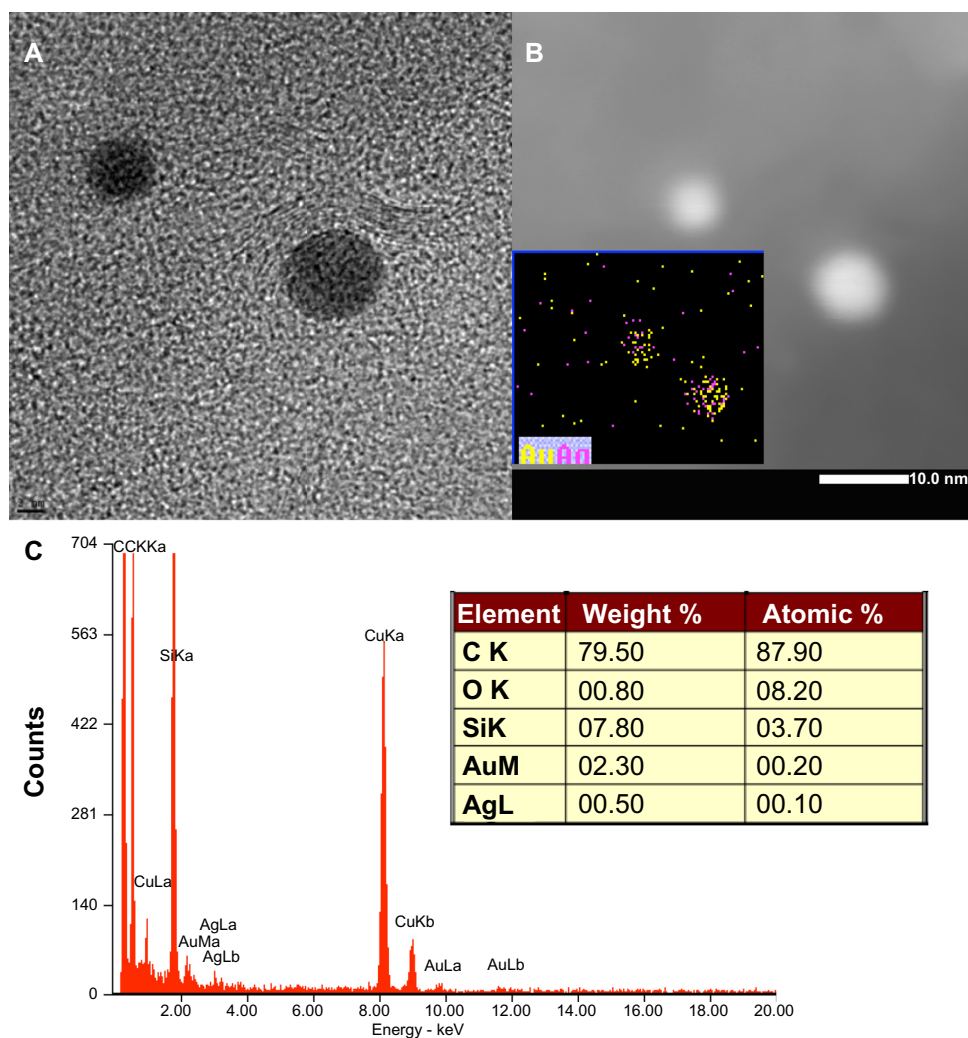 A
B
AuAg
10.0 nm
C
704
563
422
281
140
0
Counts
CCKKa
SiKa
CuKa
CuLa
AgLa
AuMa
AgLb
CuKb
AuLa
AuLb
2.00 4.00 6.00 8.00 10.00 12.00 14.00 16.00 18.00 20.00
Energy - keV
Element Weight % Atomic %
C K 79.50 87.90
O K 00.80 08.20
SiK 07.80 03.70
AuM 02.30 00.20
AgL 00.50 00.10